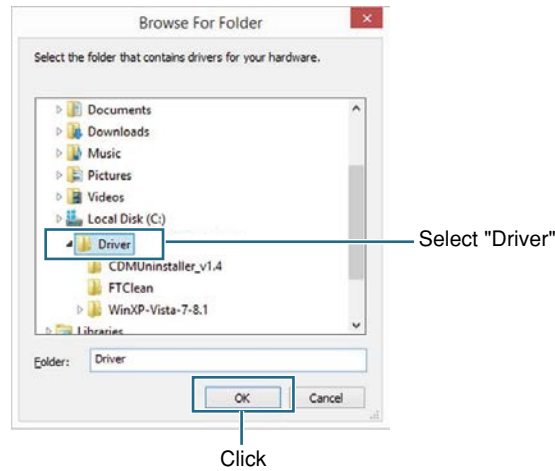 Browse For Folder
Select the folder that contains drivers for your hardware.
Documents
Downloads
Music
Pictures
Videos
Local Disk (C:)
Driver
Select "Driver"
CDMUninstaller_v1.4
FTClean
WinXP-Vista-7-8.1
Libraries
Folder: Driver
OK Cancel
Click